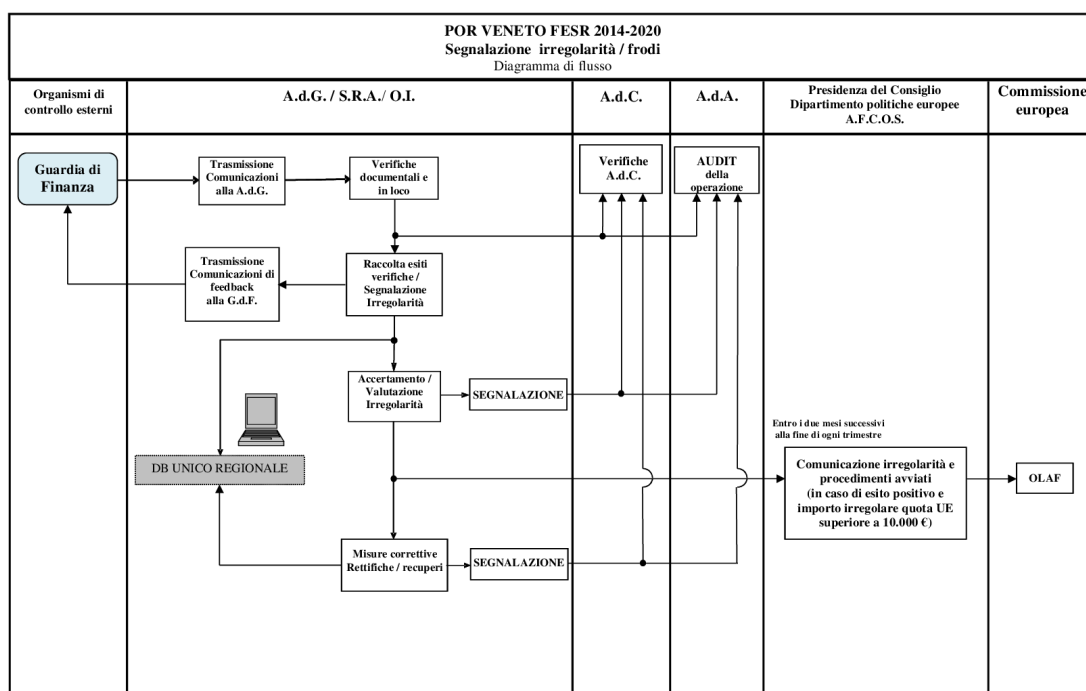 POR VENETO FESR 2014-2020
Segnalazione irregolarità / frodi
Diagramma di flusso
Organismi di
controllo esterni
A.d.G. / S.R.A./ O.I.
A.d.C.
A.d.A.
Presidenza del Consiglio
Dipartimento politiche europee
A.F.C.O.S.
Commissione
europea
Guardia di
Finanza
Trasmissione
Comunicazioni
alla A.d.G.
Verifiche
documentali e
in loco
Verifiche
A.d.C.
AUDIT
della
operazione
Trasmissione
Comunicazioni di
feedback
alla G.d.F.
Raccolta esiti
verifiche /
Segnalazione
Irregolarità
Accertamento /
Valutazione
Irregolarità
SEGNALAZIONE
Entro i due mesi successivi
alla fine di ogni trimestre
DB UNICO REGIONALE
Comunicazione irregolarità e
procedimenti avviati
(in caso di esito positivo e
importo irregolare quota UE
superiore a 10.000 €)
OLAF
Misure correttive
Rettifiche / recuperi
SEGNALAZIONE